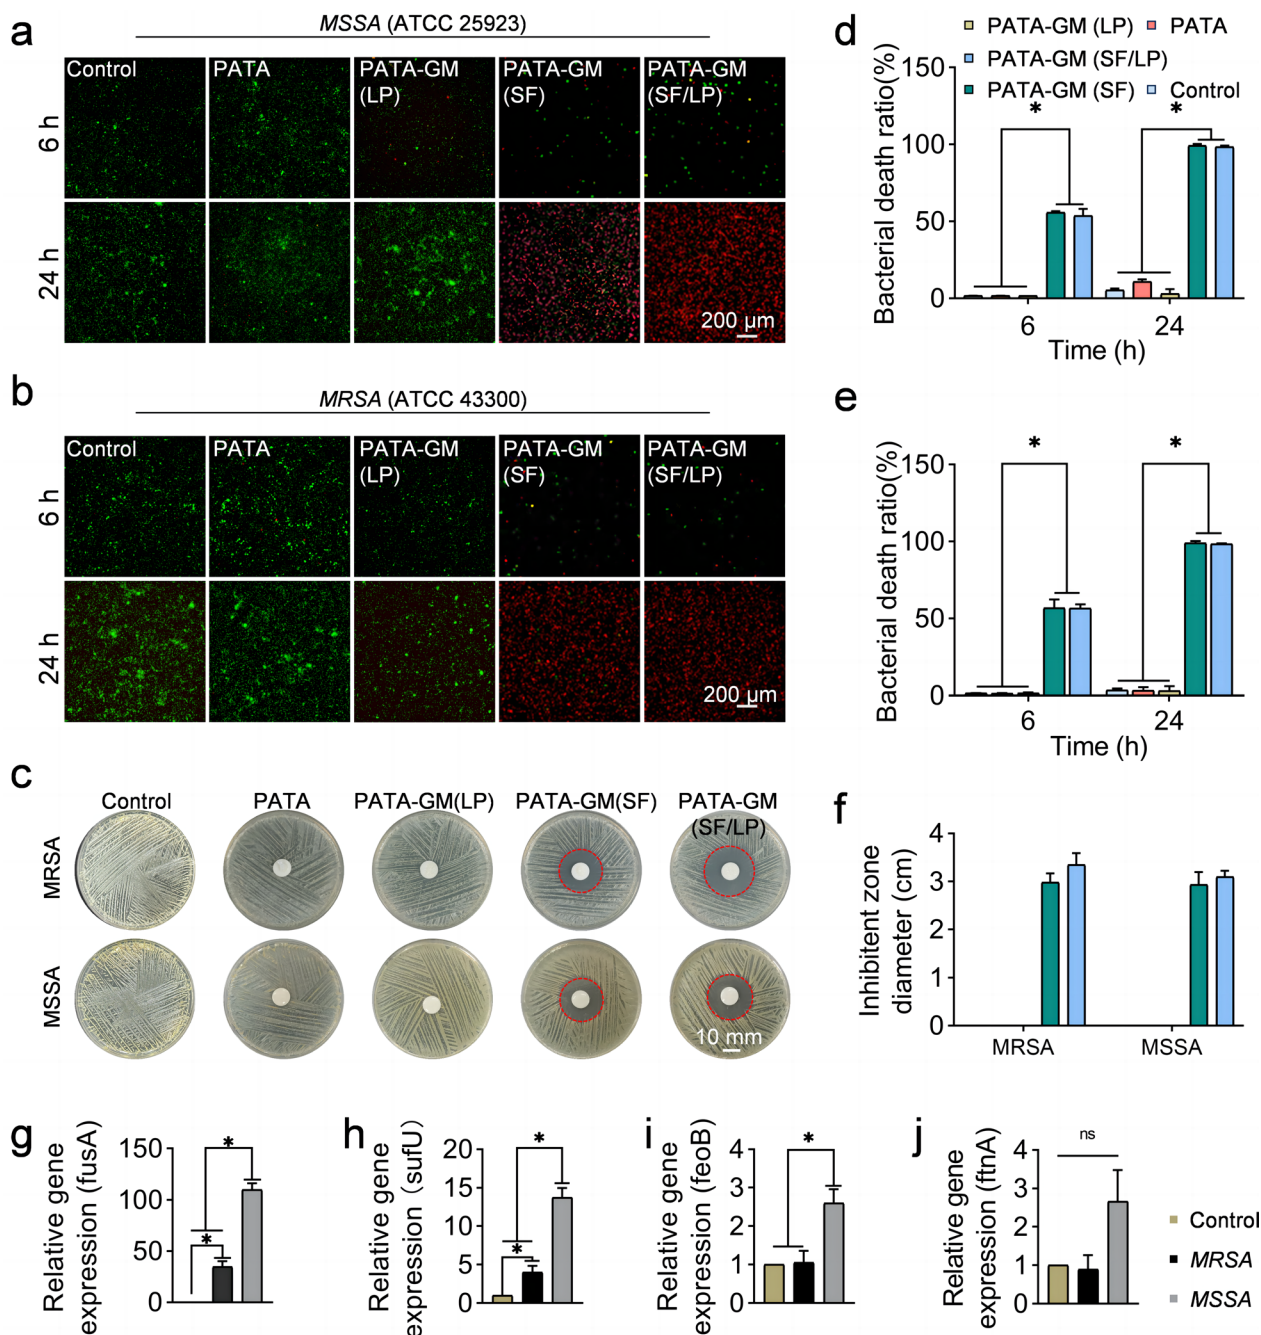 a
MSSA (ATCC 25923)
Control
PATA
PATA-GM
(LP)
PATA-GM
(SF)
PATA-GM
(SF/LP)
6 h
24 h
200 μm
b
MRSA (ATCC 43300)
Control
PATA
PATA-GM
(LP)
PATA-GM
(SF)
PATA-GM
(SF/LP)
6 h
24 h
200 μm
c
Control
PATA
PATA-GM(LP)
PATA-GM(SF)
PATA-GM
(SF/LP)
MRSA
MSSA
10 mm
d
PATA-GM (LP)
PATA
PATA-GM (SF/LP)
PATA-GM (SF)
Control
Bacterial death ratio(%)
150
100
50
0
*
*
6
24
Time (h)
e
Bacterial death ratio(%)
150
100
50
0
*
*
6
24
Time (h)
f
Inhibitent zone
diameter (cm)
4
3
2
1
0
MRSA
MSSA
g
Relative gene
expression (fusA)
150
100
50
0
*
*
h
Relative gene
expression (sufU)
20
15
10
5
0
*
*
i
Relative gene
expression (feoB)
4
3
2
1
0
*
j
Relative gene
expression (ftnA)
4
2
1
0
ns
Control
MRSA
MSSA